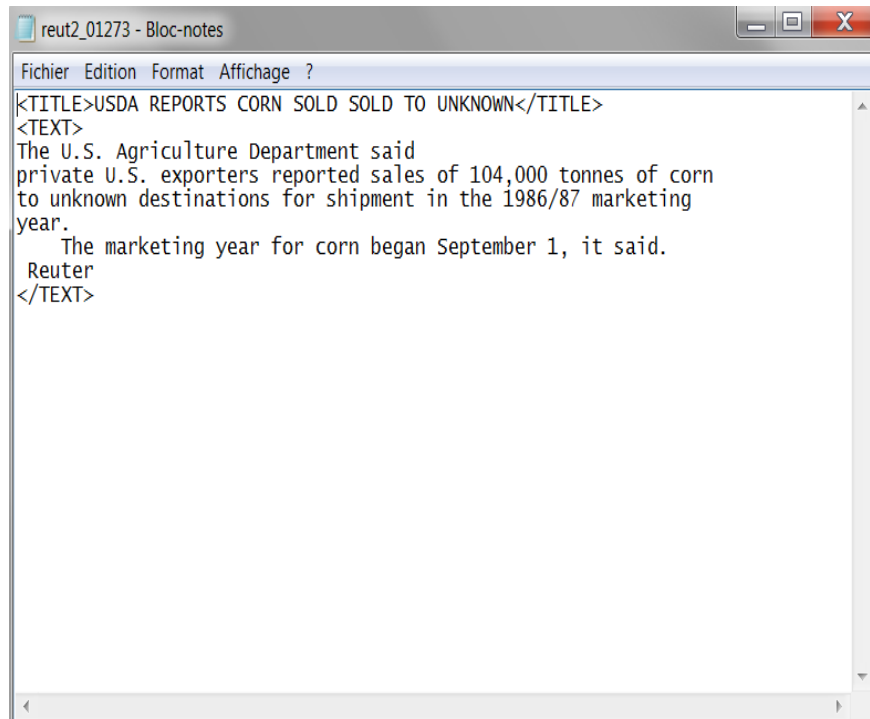 reut2_01273 - Bloc-notes
Fichier Edition Format Affichage ?
<TITLE>USDA REPORTS CORN SOLD SOLD TO UNKNOWN</TITLE>
<TEXT>
The U.S. Agriculture Department said
private U.S. exporters reported sales of 104,000 tonnes of corn
to unknown destinations for shipment in the 1986/87 marketing
year.
    The marketing year for corn began September 1, it said.
 Reuter
</TEXT>